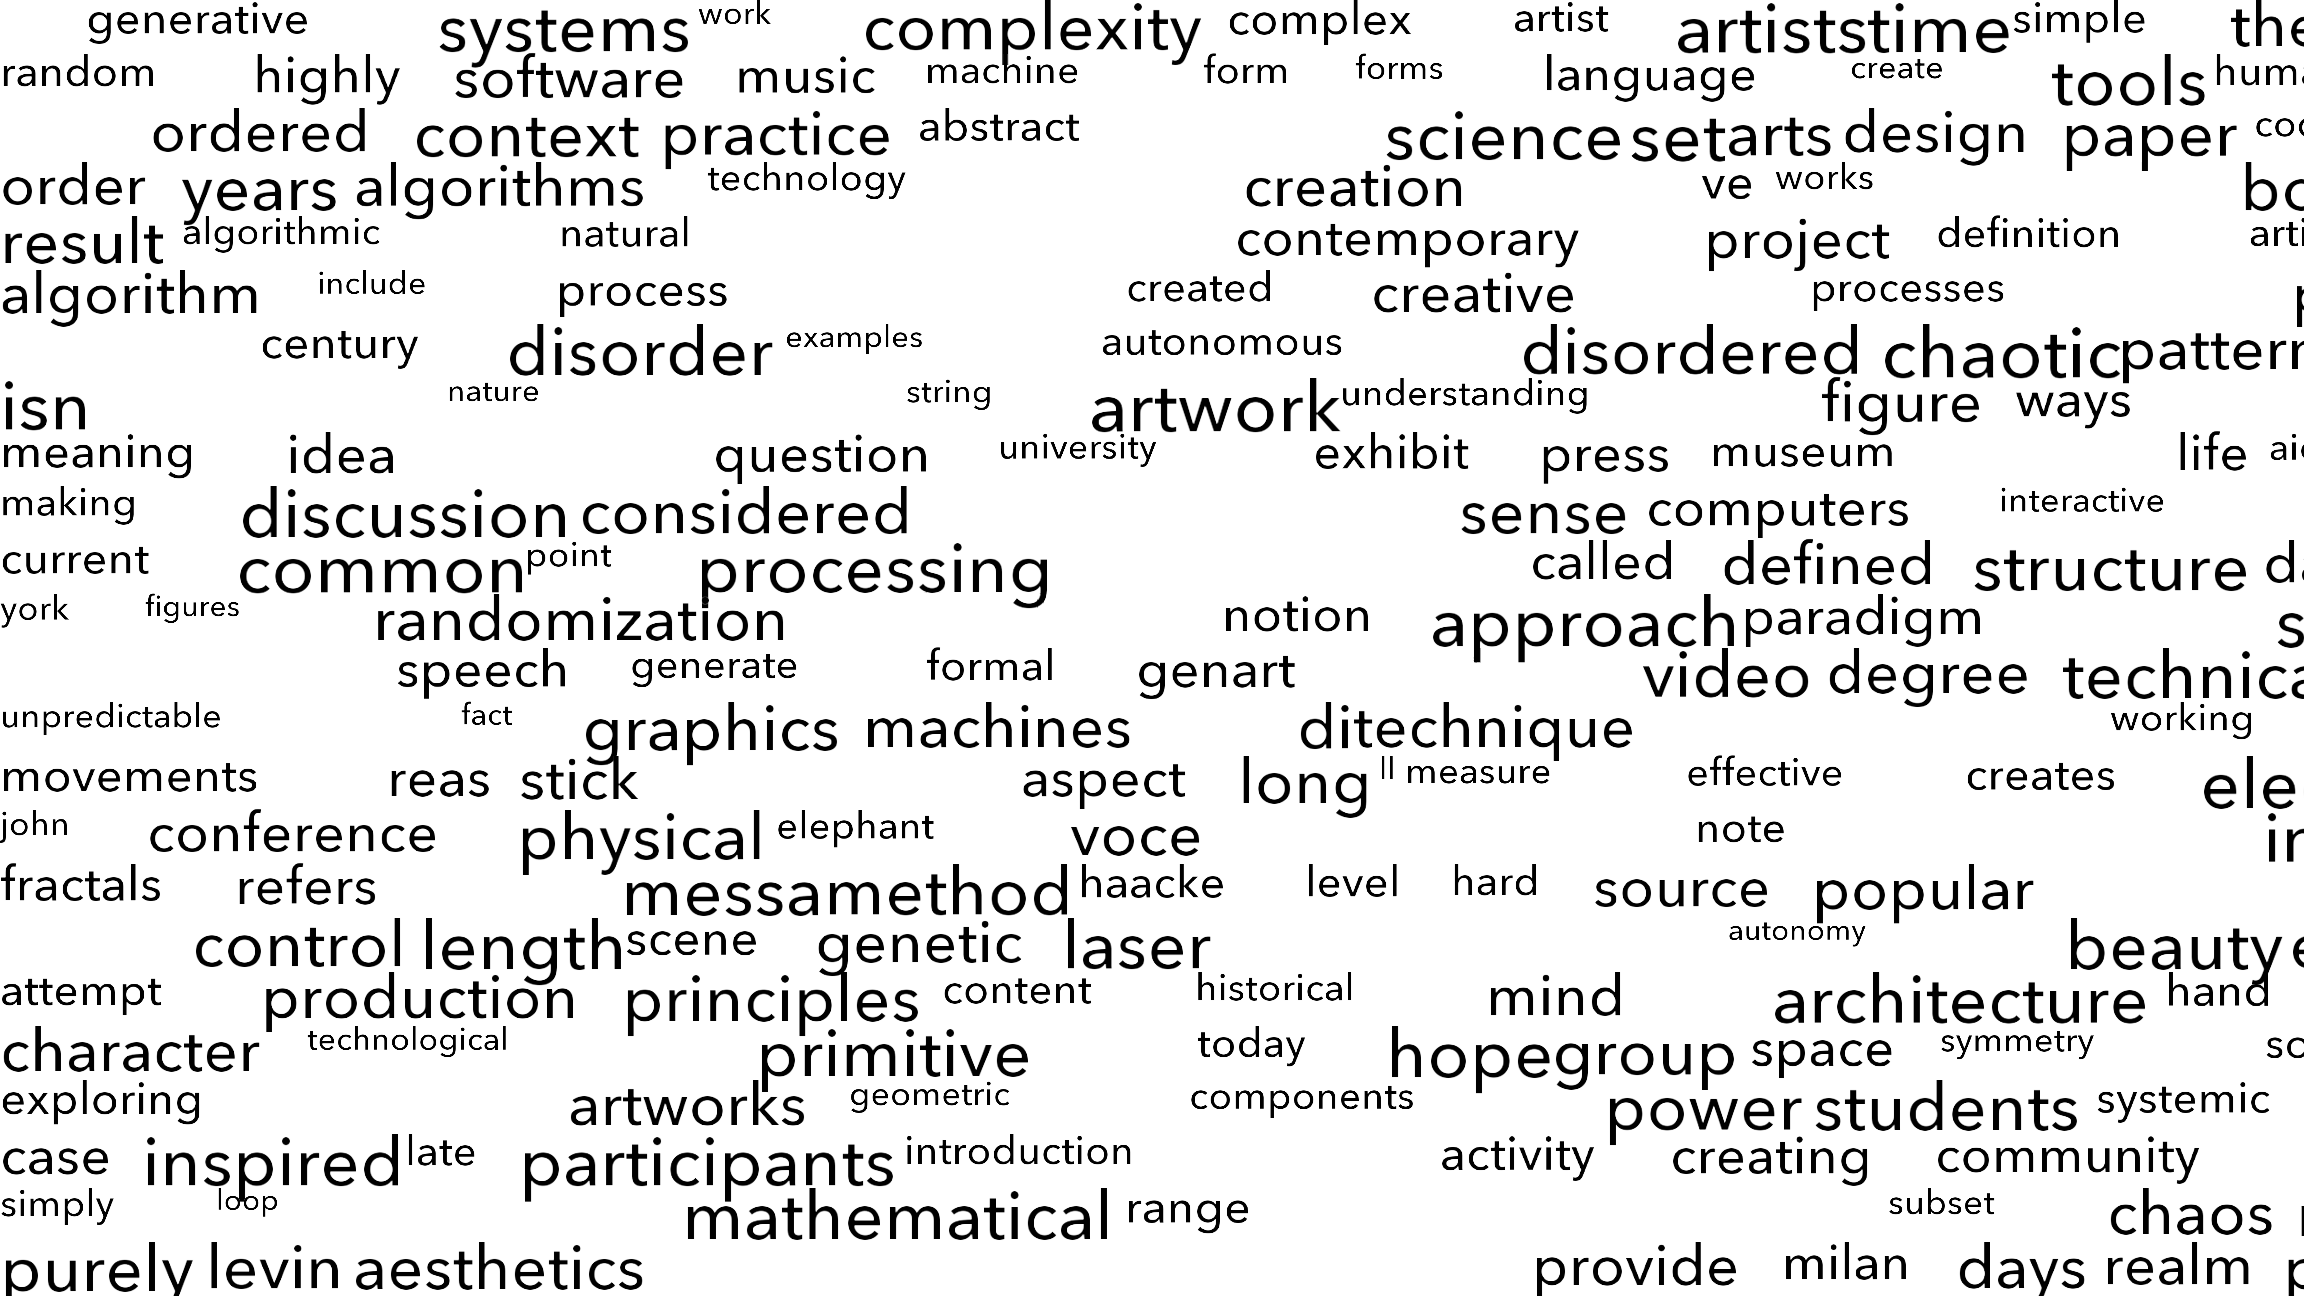 generative systems work complexity complex artist artiststime simple the
random highly software music machine form forms language create tools huma
ordered context practice abstract sciencesetarts design paper coo
order years algorithms technology creation ve works bo
result algorithmic natural contemporary project definition arti
algorithm include process created creative processes p
century disorder examples autonomous disordered chaoticpattern
isn nature string artwork understanding figure ways
meaning idea question university exhibit press museum life aid
making discussion considered sense computers interactive
current common point processing called defined structure da
york figures randomization notion approach paradigm s
speech generate formal genart video degree technica
unpredictable fact graphics machines ditechnique working
movements reas stick aspect long ll measure effective creates ele
john conference physical elephant voce note in
fractals refers messamethod haacke level hard source popular
control length scene genetic laser autonomy beauty e
attempt production principles content historical mind architecture hand
character technological primitive today hopegroup space symmetry so
exploring artworks geometric components power students systemic
case inspired late participants introduction activity creating community
simply loop mathematical range subset chaos
purely levin aesthetics provide milan days realm p